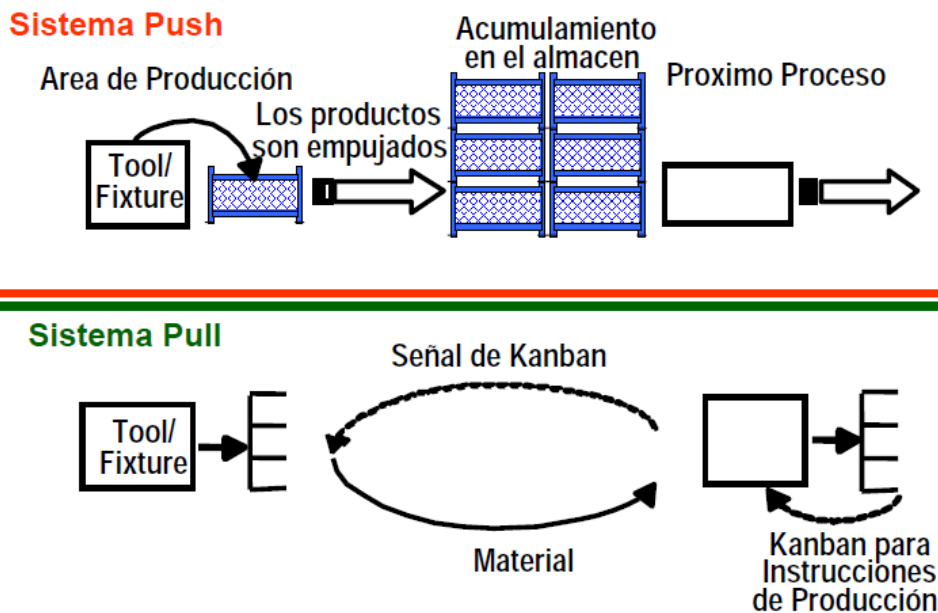 Sistema Push
Area de Producción
Tool/
Fixture
Los productos
son empujados
Acumulamiento
en el almacen
Proximo Proceso
Sistema Pull
Tool/
Fixture
Señal de Kanban
Material
Kanban para
Instrucciones
de Producción